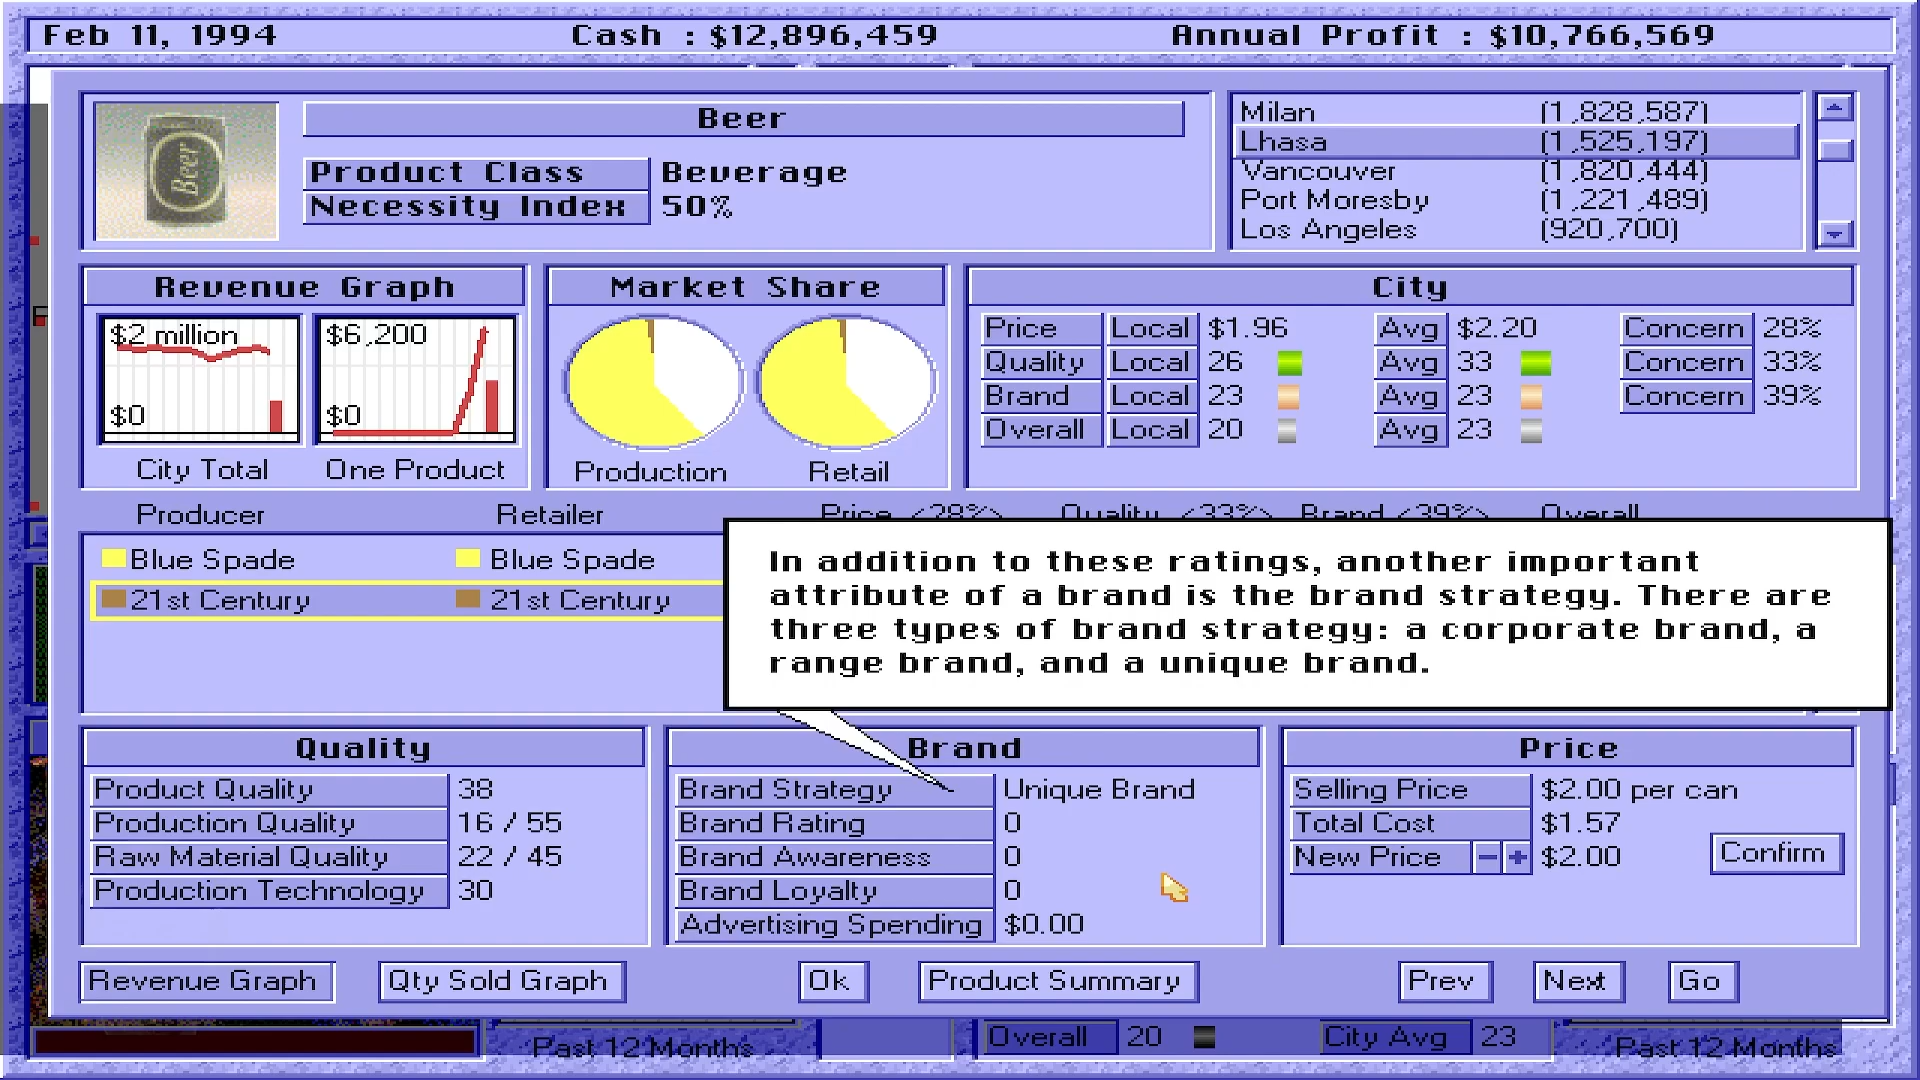 Feb 11, 1994 Cash : $12,896,459 Annual Profit : $10,766,569
Beer
Beer
Product Class Beverage
Necessity Index 50%
Milan (1,828,587)
Lhasa (1,525,197)
Vancouver (1,820,444)
Port Moresby (1,221,489)
Los Angeles (920,700)
Revenue Graph
$2 million
$0
City Total
$6,200
$0
One Product
Market Share
Production Retail
City
Price Local $1.96 Avg $2.20 Concern 28%
Quality Local 26 Avg 33 Concern 33%
Brand Local 23 Avg 23 Concern 39%
Overall Local 20 Avg 23
Producer Retailer Price (28%) Quality (33%) Brand (39%) Overall
Blue Spade Blue Spade
21st Century 21st Century
In addition to these ratings, another important
attribute of a brand is the brand strategy. There are
three types of brand strategy: a corporate brand, a
range brand, and a unique brand.
Quality
Product Quality 38
Production Quality 16 / 55
Raw Material Quality 22 / 45
Production Technology 30
Brand
Brand Strategy Unique Brand
Brand Rating 0
Brand Awareness 0
Brand Loyalty 0
Advertising Spending $0.00
Price
Selling Price $2.00 per can
Total Cost $1.57
New Price - + $2.00
Confirm
Revenue Graph Qty Sold Graph Ok Product Summary Prev Next Go
Past 12 Months Overall 20 City Avg 23 Past 12 Months